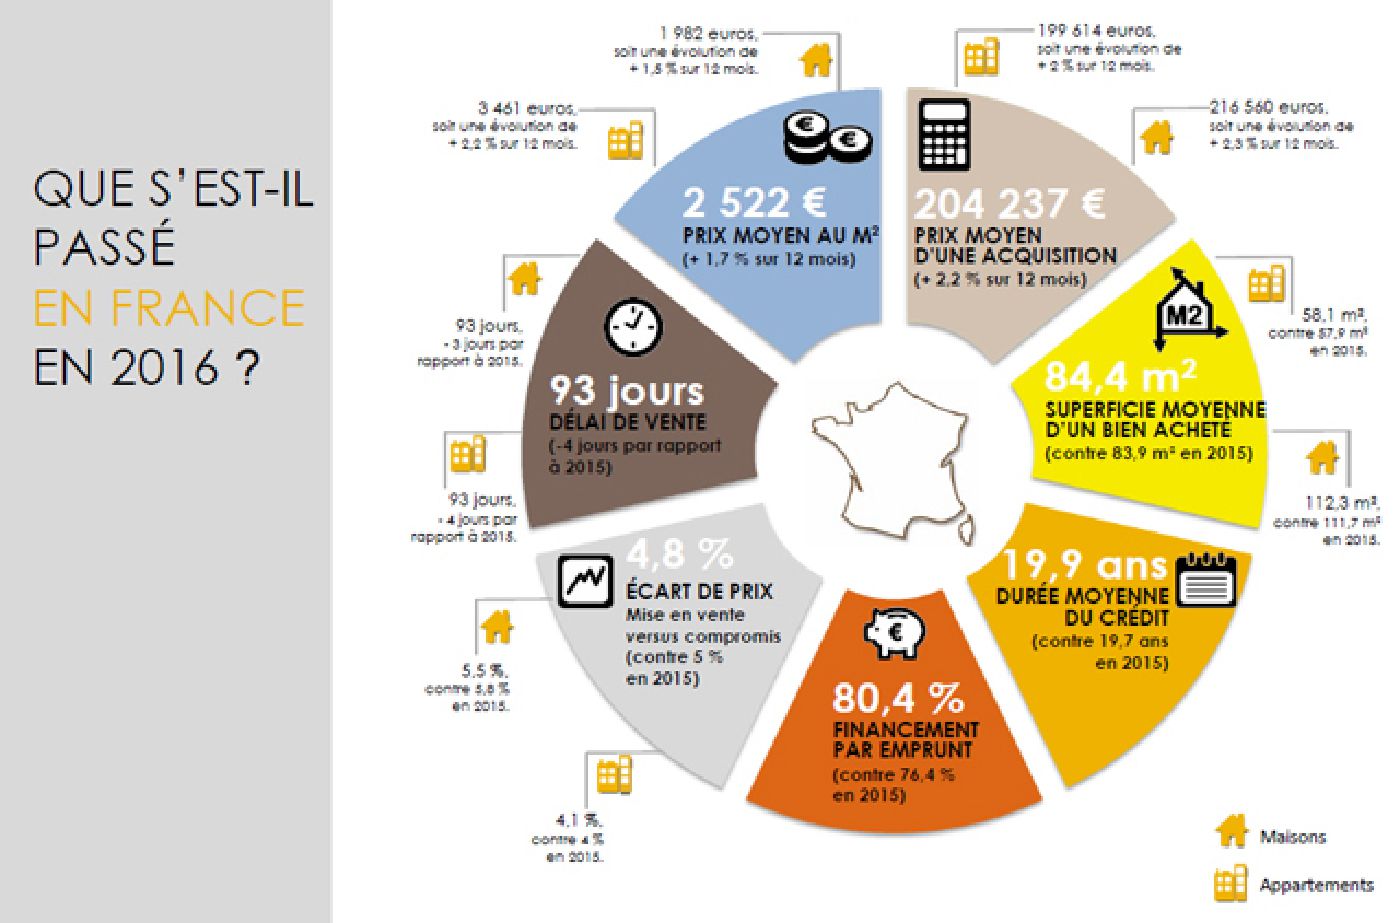 QUE S’EST-IL
PASSÉ
EN FRANCE
EN 2016 ?
1 982 euros,
soit une évolution de
+ 1,5 % sur 12 mois.
3 461 euros,
soit une évolution de
+ 2,2 % sur 12 mois.
2 522 €
PRIX MOYEN AU M²
(+ 1,7 % sur 12 mois)
199 614 euros,
soit une évolution de
+ 2 % sur 12 mois.
216 560 euros,
soit une évolution de
+ 2,3 % sur 12 mois.
204 237 €
PRIX MOYEN
D’UNE ACQUISITION
(+ 2,2 % sur 12 mois)
M2
84,4 m²
SUPERFICIE MOYENNE
D’UN BIEN ACHETÉ
(contre 83,9 m² en 2015)
58,1 m²,
contre 57,9 m²
en 2015.
112,3 m²,
contre 111,7 m²
en 2015.
19,9 ans
DURÉE MOYENNE
DU CRÉDIT
(contre 19,7 ans
en 2015)
€
80,4 %
FINANCEMENT
PAR EMPRUNT
(contre 76,4 %
en 2015)
4,8 %
ÉCART DE PRIX
Mise en vente
versus compromis
(contre 5 %
en 2015)
5,5 %,
contre 5,8 %
en 2015.
4,1 %,
contre 4 %
en 2015.
93 jours
DÉLAI DE VENTE
(-4 jours par rapport
à 2015)
93 jours,
- 3 jours par
rapport à 2015.
93 jours,
- 4 jours par
rapport à 2015.
Maisons
Appartements